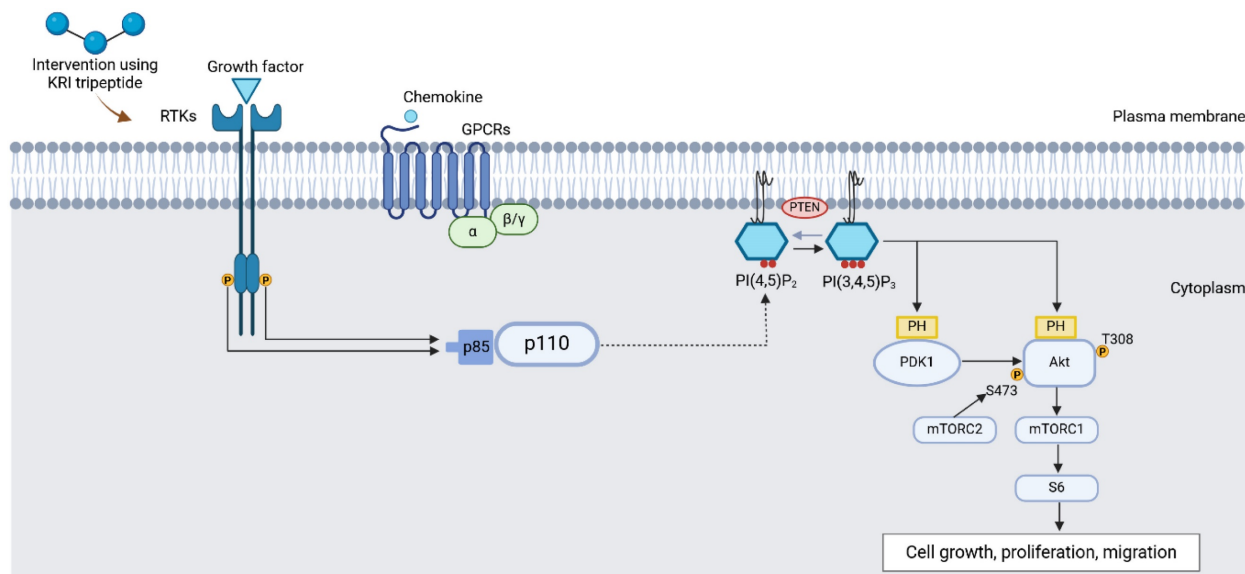 Intervention using
KRI tripeptide
Growth factor
RTKs
Chemokine
GPCRs
Plasma membrane
α
β/γ
PTEN
PI(4,5)P₂
PI(3,4,5)P₃
Cytoplasm
P
P
p85
p110
PH
PH
PDK1
Akt
P
T308
P
S473
mTORC2
mTORC1
S6
Cell growth, proliferation, migration